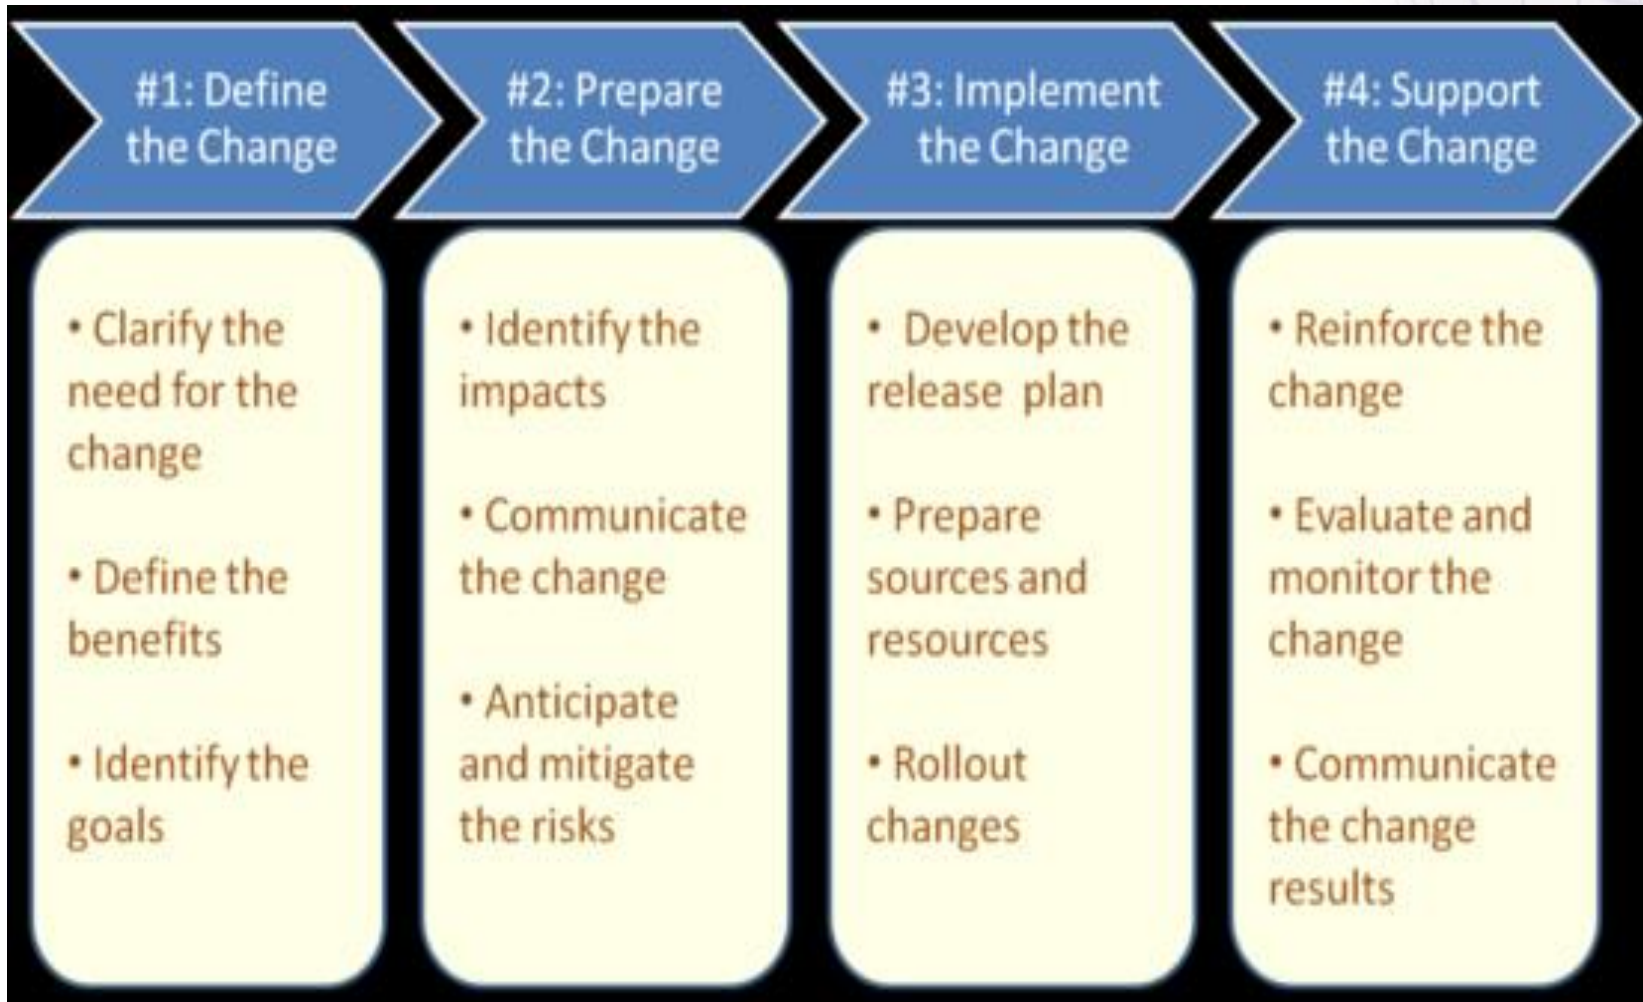 #1: Define
the Change
#2: Prepare
the Change
#3: Implement
the Change
#4: Support
the Change
• Clarify the
need for the
change
• Define the
benefits
• Identify the
goals
• Identify the
impacts
• Communicate
the change
• Anticipate
and mitigate
the risks
• Develop the
release plan
• Prepare
sources and
resources
• Rollout
changes
• Reinforce the
change
• Evaluate and
monitor the
change
• Communicate
the change
results